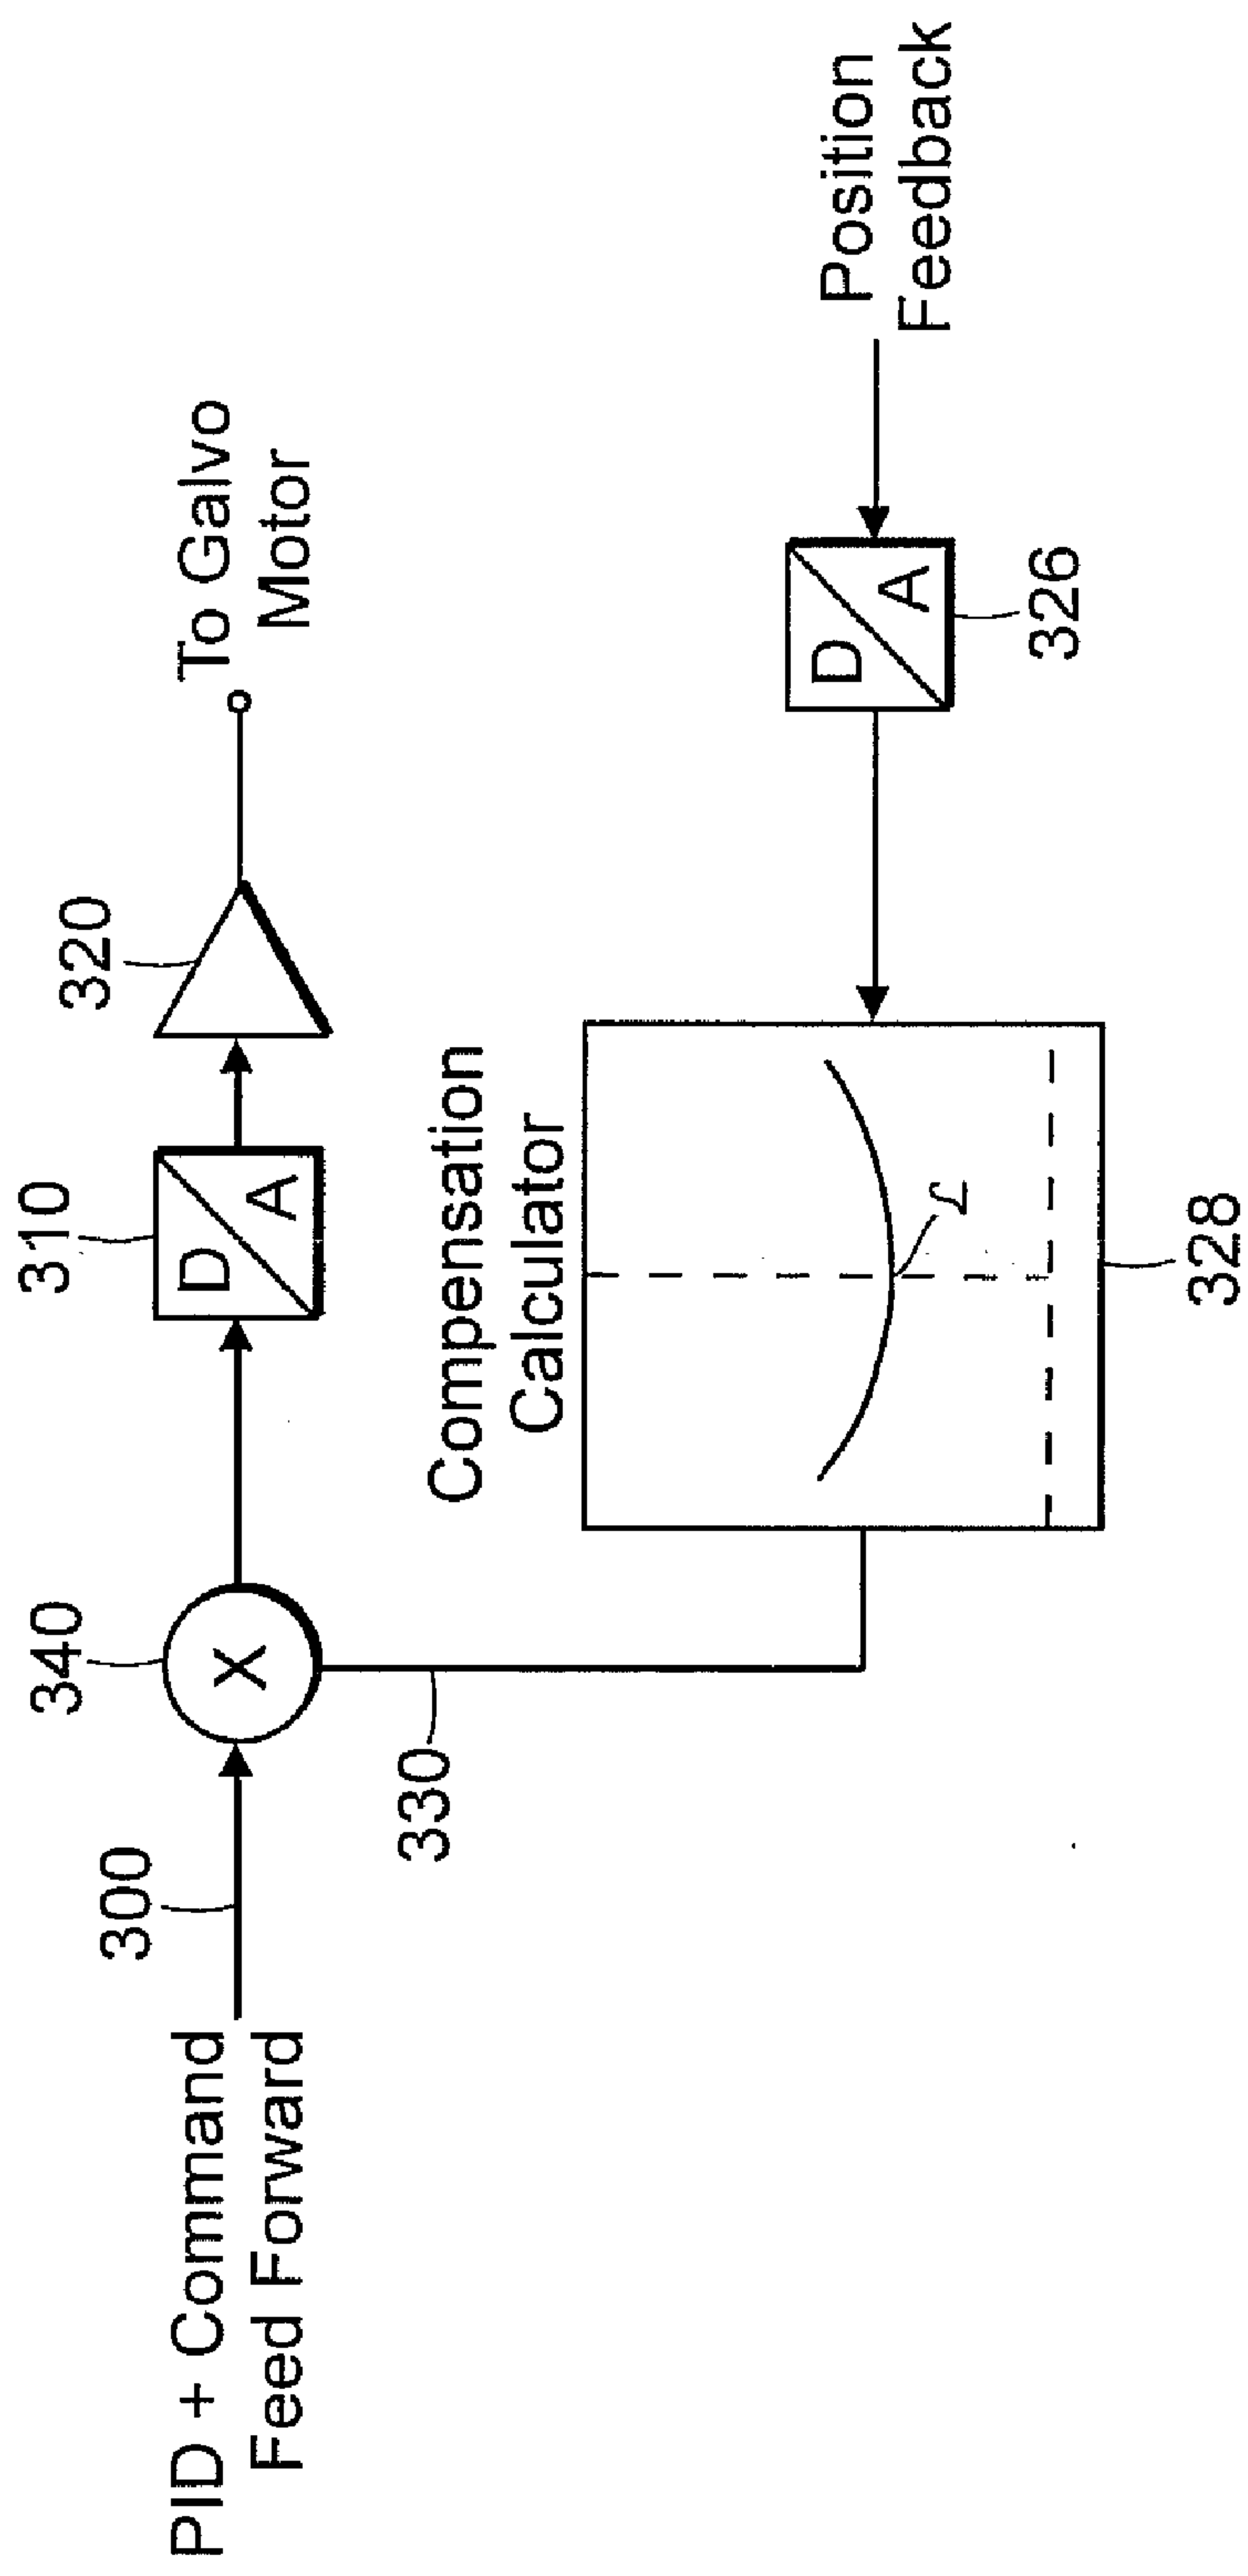 PID + Command
Feed Forward
300
340
X
330
310
D
A
320
To Galvo
Motor
Compensation
Calculator
328
D
A
326
Position
Feedback